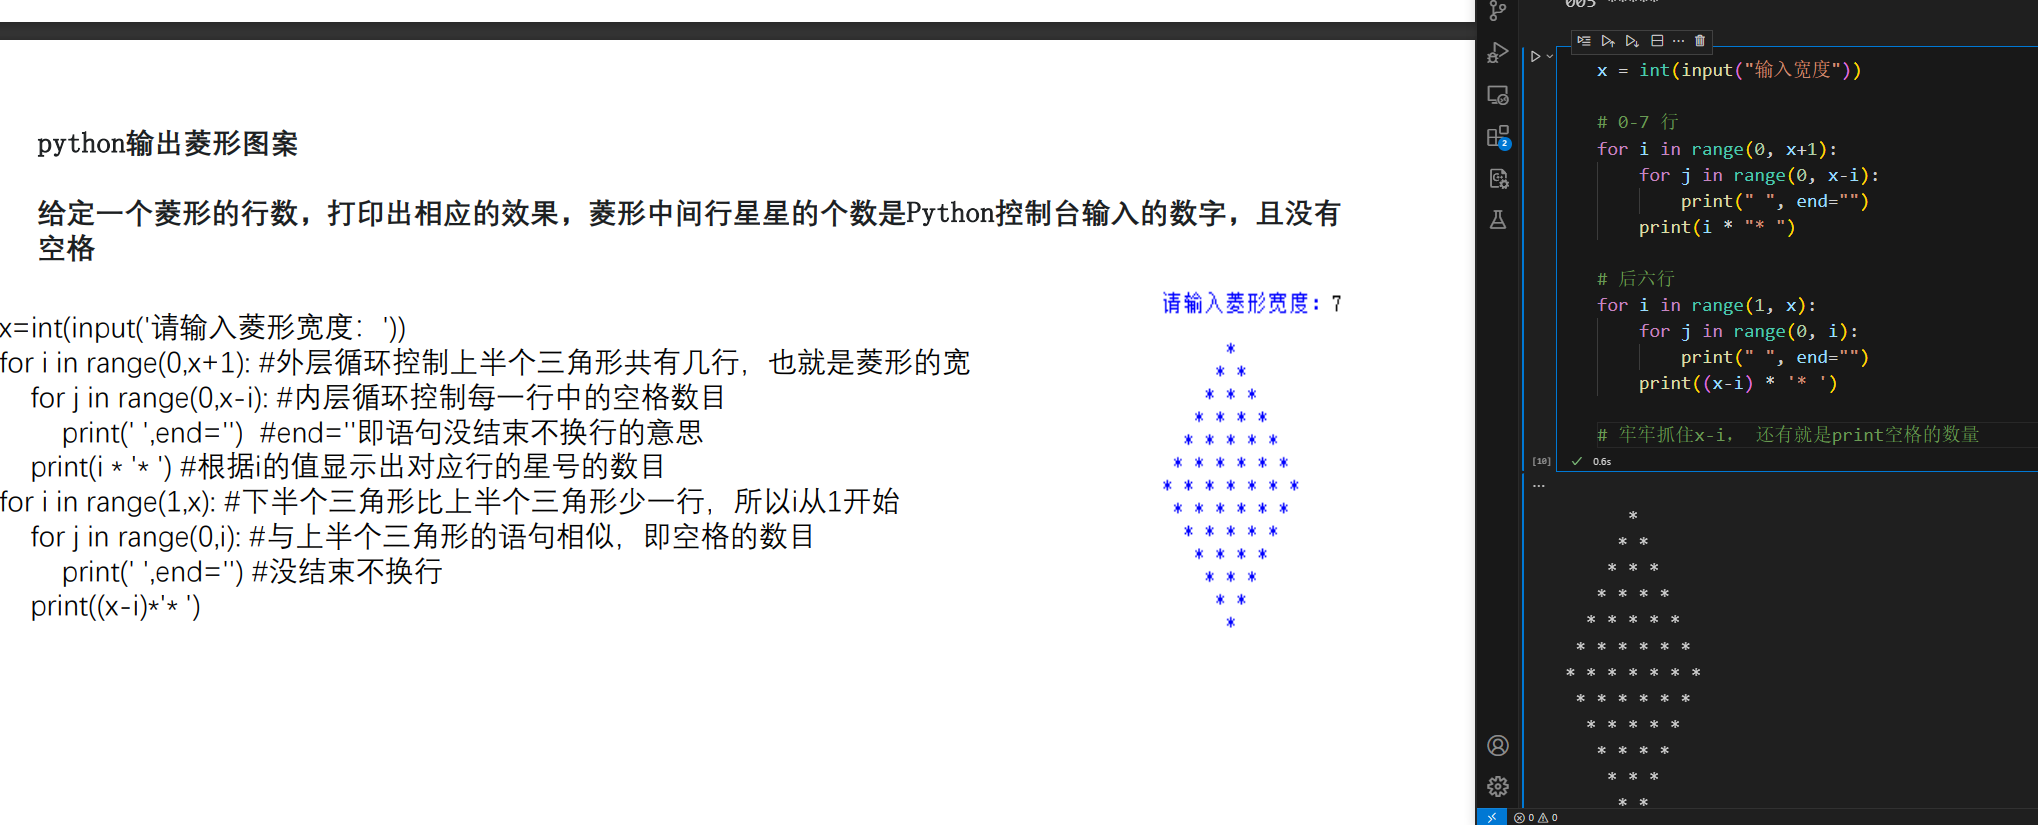 python输出菱形图案
给定一个菱形的行数，打印出相应的效果，菱形中间行星星的个数是Python控制台输入的数字，且没有
空格
x=int(input('请输入菱形宽度：'))
for i in range(0,x+1): #外层循环控制上半个三角形共有几行，也就是菱形的宽
for j in range(0,x-i): #内层循环控制每一行中的空格数目
print(' ',end='') #end=''即语句没结束不换行的意思
print(i * '* ') #根据i的值显示出对应行的星号的数目
for i in range(1,x): #下半个三角形比上半个三角形少一行，所以i从1开始
for j in range(0,i): #与上半个三角形的语句相似，即空格的数目
print(' ',end='') #没结束不换行
print((x-i)*'* ')
请输入菱形宽度：7
*
* *
* * *
* * * *
* * * * *
* * * * * *
* * * * * * *
* * * * * *
* * * * *
* * * *
* * *
* *
*
2
x = int(input("输入宽度"))
# 0-7 行
for i in range(0, x+1):
for j in range(0, x-i):
print(" ", end="")
print(i * "* ")
# 后六行
for i in range(1, x):
for j in range(0, i):
print(" ", end="")
print((x-i) * '* ')
# 牢牢抓住x-i， 还有就是print空格的数量
[10]
0.6s
...
*
* *
* * *
* * * *
* * * * *
* * * * * *
* * * * * * *
* * * * * *
* * * * *
* * * *
* * *
* *
0 0